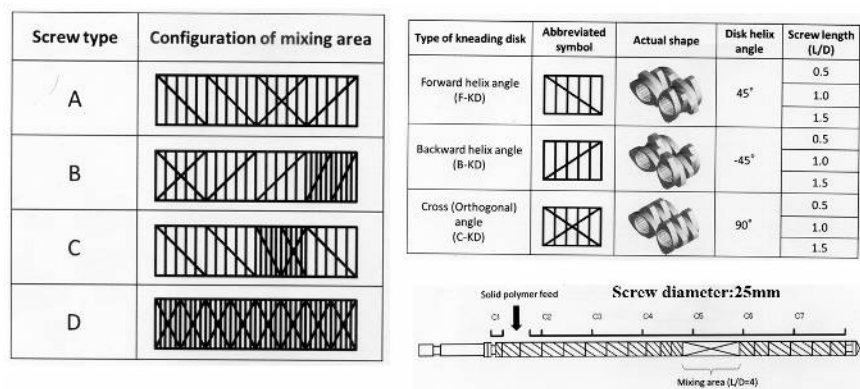 Screw type
Configuration of mixing area
A
B
C
D
Type of kneading disk
Abbreviated
symbol
Actual shape
Disk helix
angle
Screw length
(L/D)
Forward helix angle
(F-KD)
45°
0.5
1.0
1.5
Backward helix angle
(B-KD)
-45°
0.5
1.0
1.5
Cross (Orthogonal)
angle
(C-KD)
90°
0.5
1.0
1.5
Solid polymer feed
Screw diameter:25mm
C1
C2
C3
C4
C5
C6
C7
Mixing area (L/D=4)